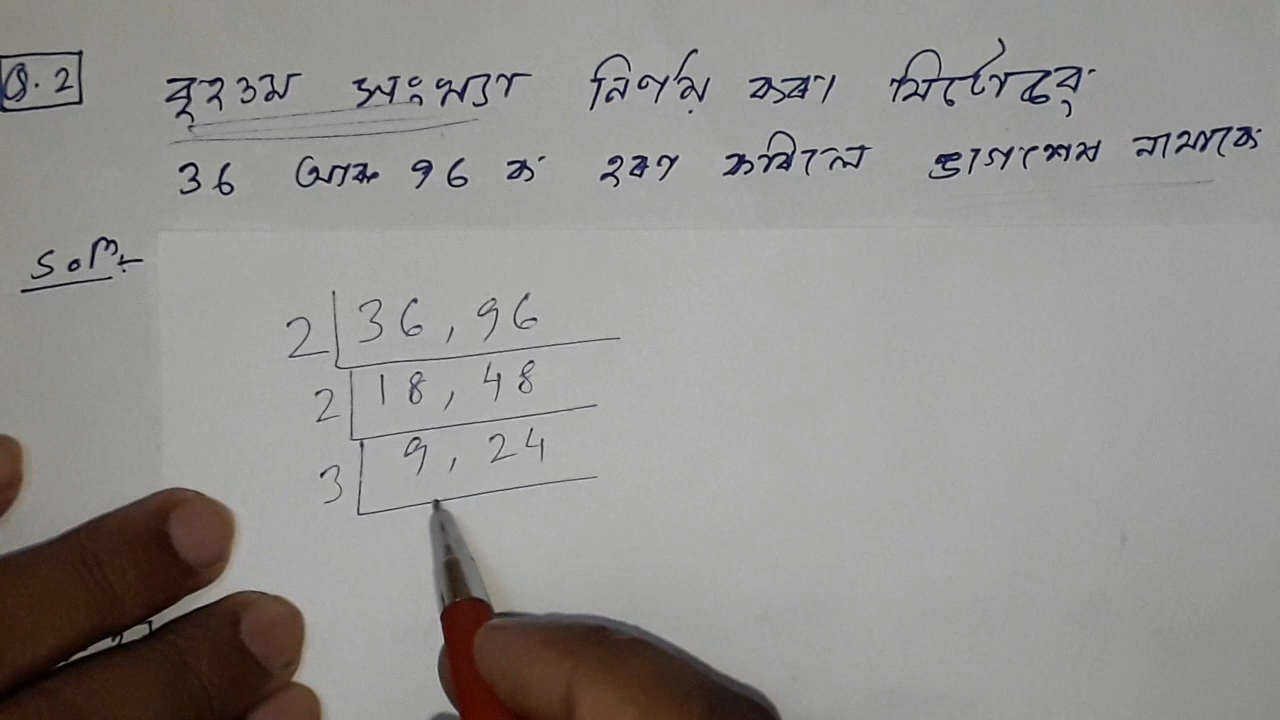 Q.2 বৃহত্তম সংখ্যা নিৰ্ণয় কৰা যিটোৱে
36 আৰু 96 ক হৰণ কৰিলে ভাগশেষ নাথাকে
Soln:-
2 36, 96
2 18, 48
3 9, 24